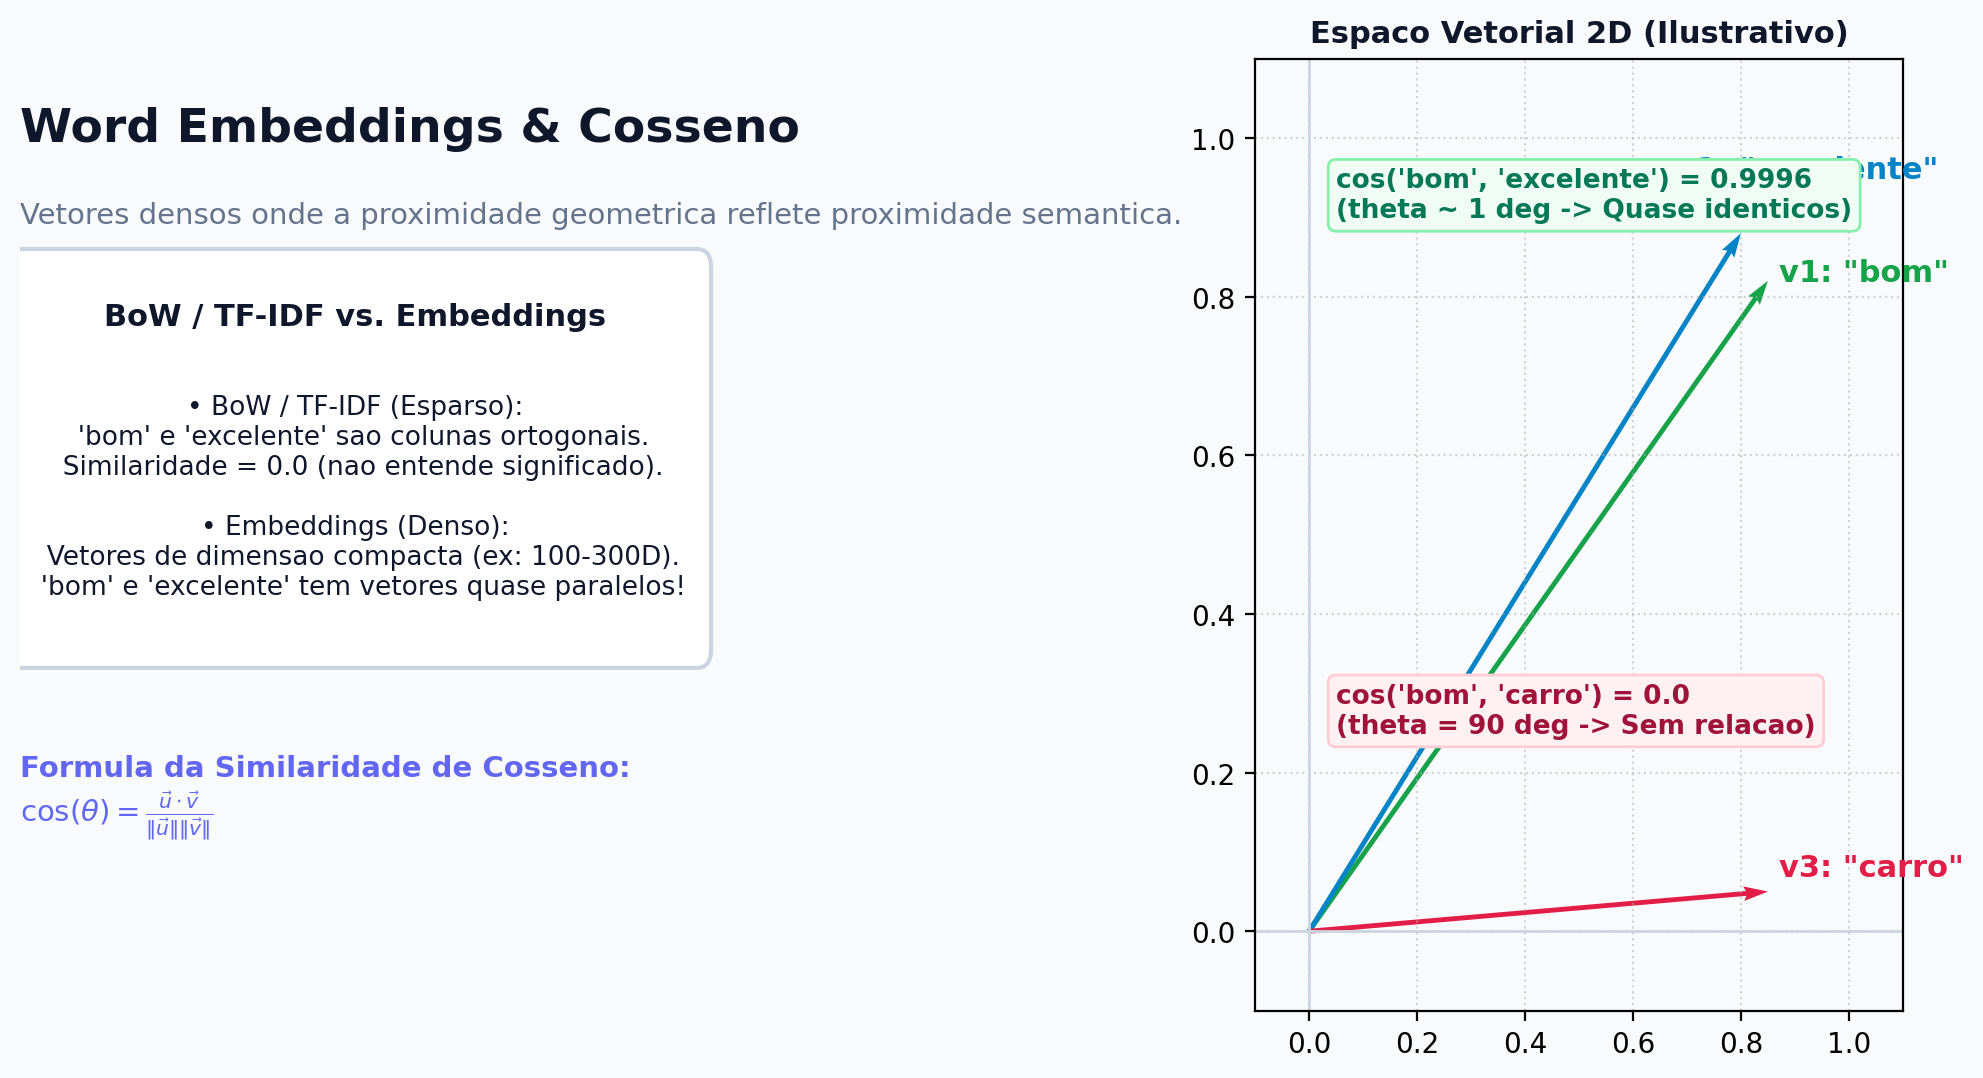 Word Embeddings & Cosseno
Vetores densos onde a proximidade geometrica reflete proximidade semantica.
BoW / TF-IDF vs. Embeddings
• BoW / TF-IDF (Esparso):
'bom' e 'excelente' sao colunas ortogonais.
Similaridade = 0.0 (nao entende significado).
• Embeddings (Denso):
Vetores de dimensao compacta (ex: 100-300D).
'bom' e 'excelente' tem vetores quase paralelos!
Formula da Similaridade de Cosseno:
cos(θ) = u⃗ · v⃗ / ‖u⃗‖‖v⃗‖
Espaco Vetorial 2D (Ilustrativo)
cos('bom', 'excelente') = 0.9996
(theta ~ 1 deg -> Quase identicos)
v1: "bom"
cos('bom', 'carro') = 0.0
(theta = 90 deg -> Sem relacao)
v3: "carro"
1.0
0.8
0.6
0.4
0.2
0.0
0.0 0.2 0.4 0.6 0.8 1.0